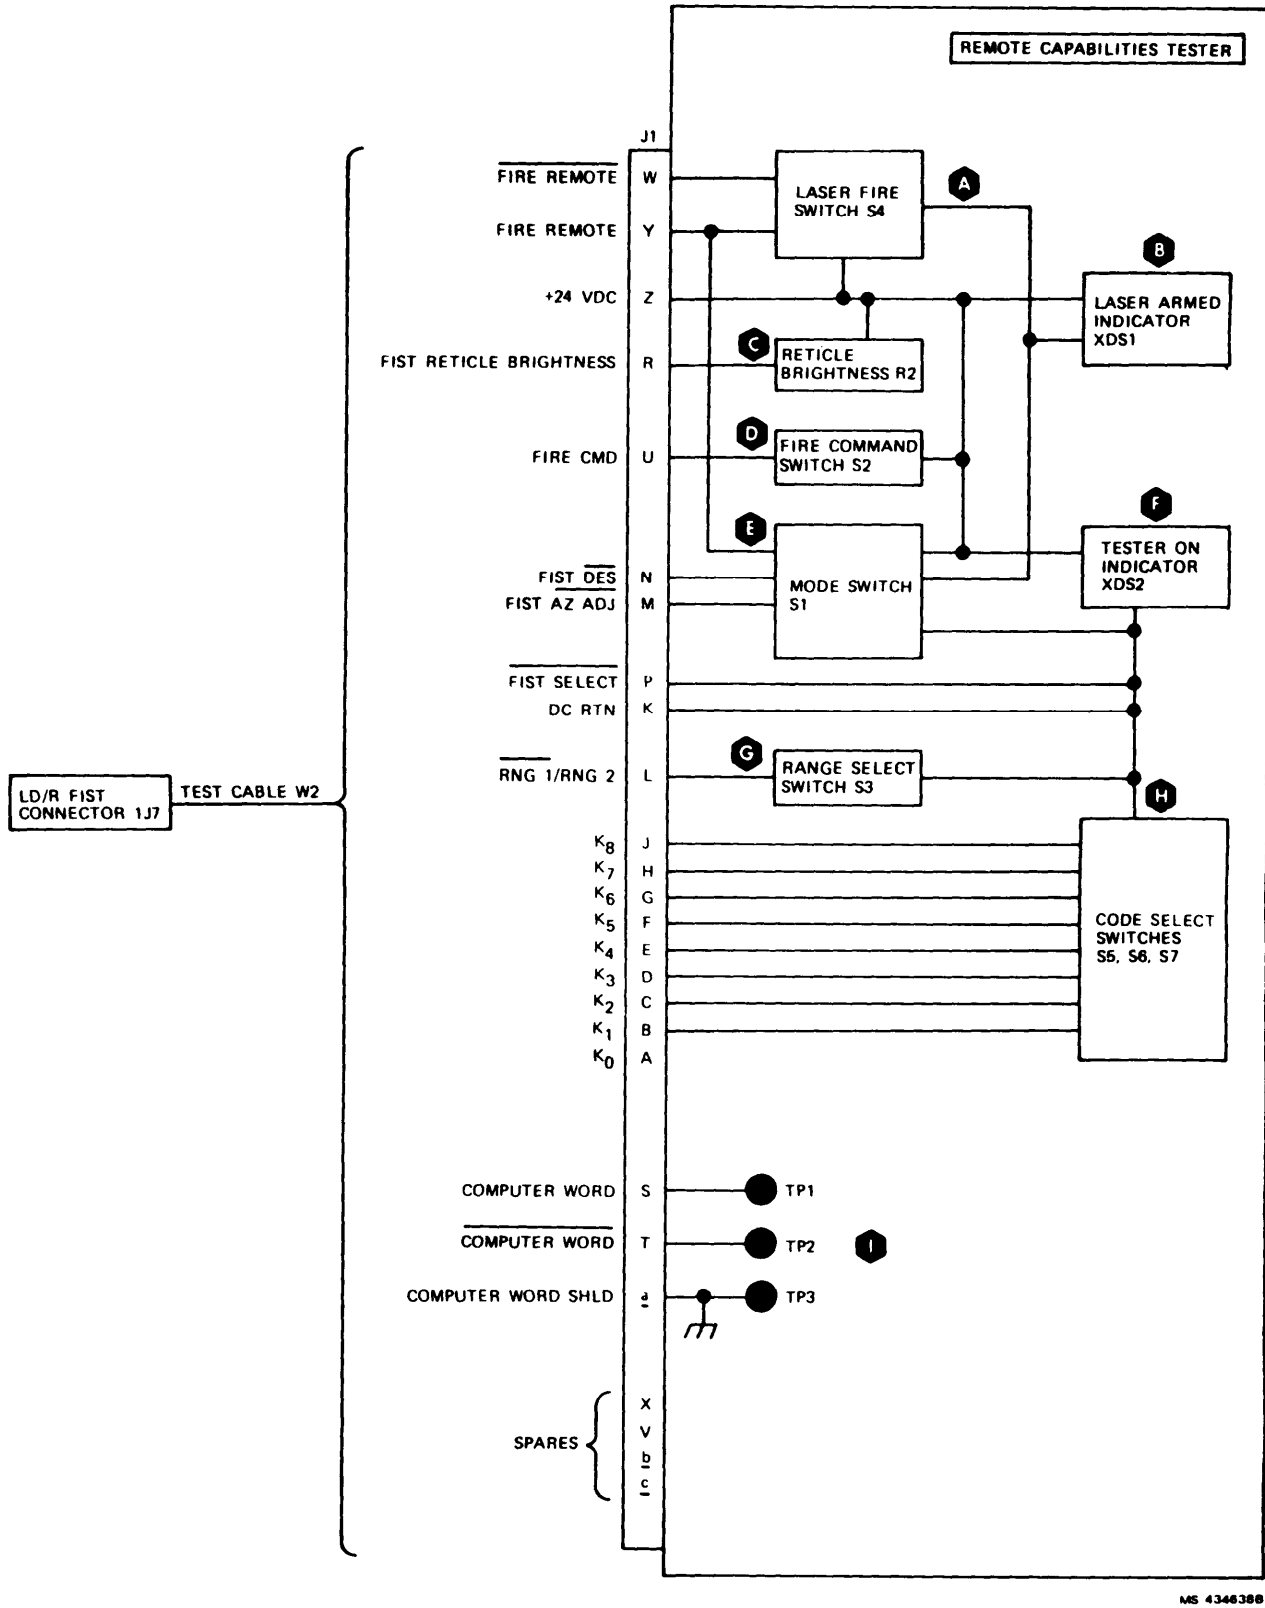 REMOTE CAPABILITIES TESTER
J1
FIRE REMOTE W
LASER FIRE
SWITCH S4
A
FIRE REMOTE Y
B
+24 VDC Z
LASER ARMED
INDICATOR
XDS1
C
FIST RETICLE BRIGHTNESS R
RETICLE
BRIGHTNESS R2
D
FIRE CMD U
FIRE COMMAND
SWITCH S2
E
F
TESTER ON
INDICATOR
XDS2
FIST DES N
FIST AZ ADJ M
MODE SWITCH
S1
FIST SELECT P
DC RTN K
G
RNG 1/RNG 2 L
RANGE SELECT
SWITCH S3
H
LD/R FIST
CONNECTOR 1J7
TEST CABLE W2
K8 J
K7 H
K6 G
K5 F
K4 E
K3 D
K2 C
K1 B
K0 A
CODE SELECT
SWITCHES
S5, S6, S7
COMPUTER WORD S TP1
COMPUTER WORD T TP2
I
COMPUTER WORD SHLD a TP3
SPARES
X
V
b
c
MS 4346386